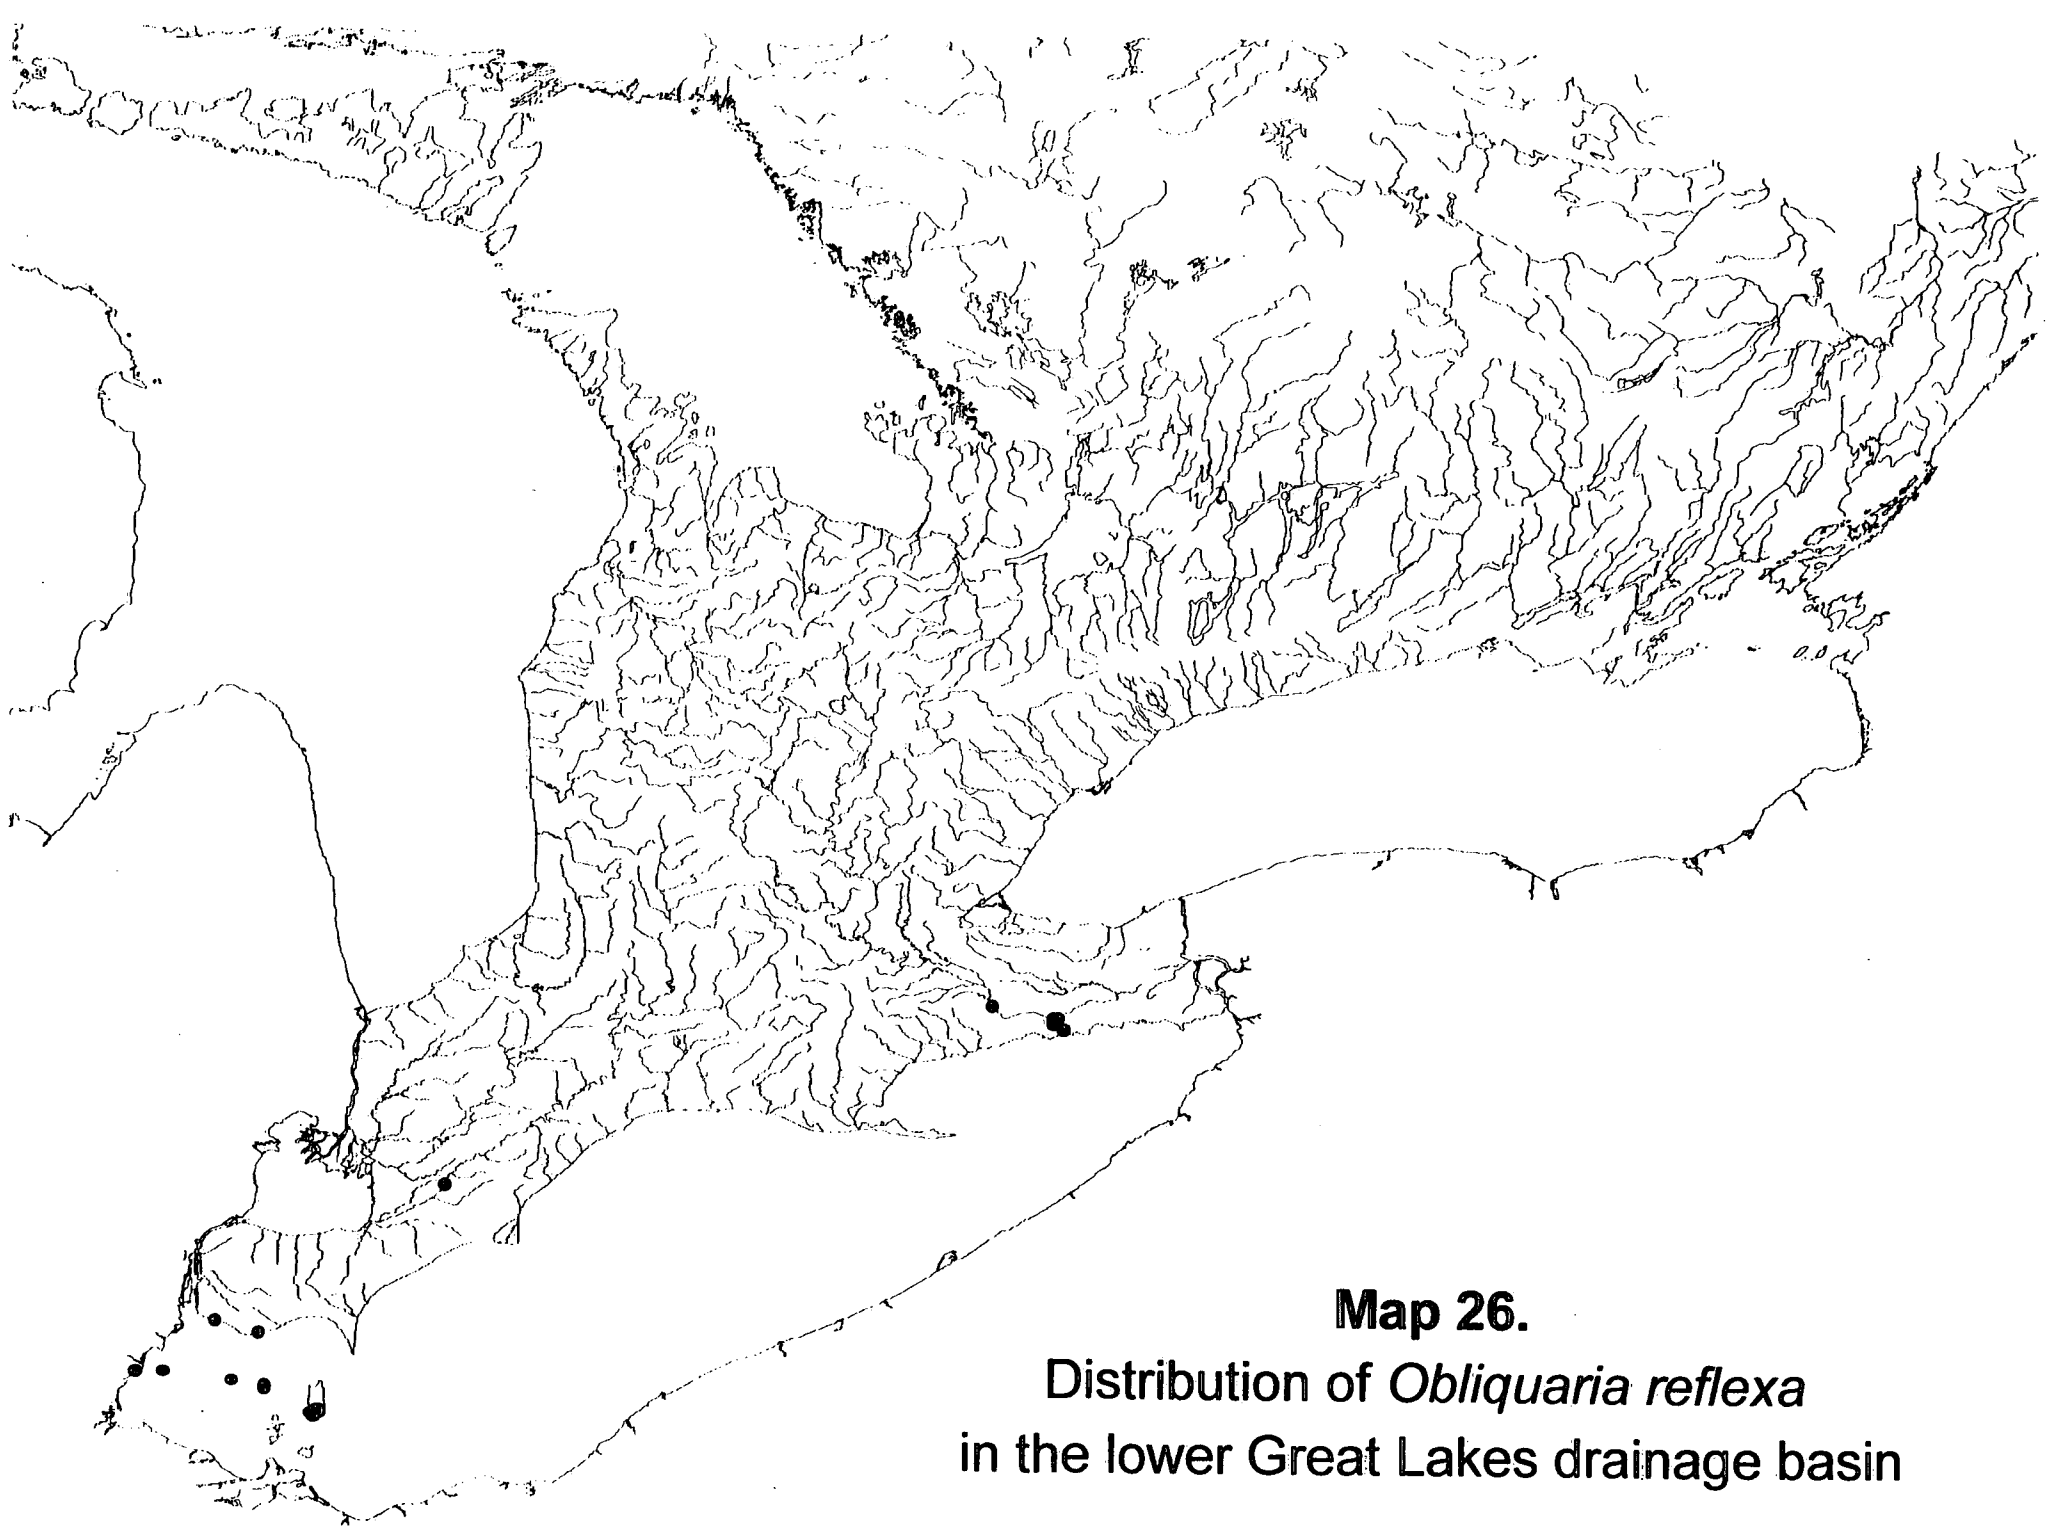 Map 26.
Distribution of Obliquaria reflexa
in the lower Great Lakes drainage basin